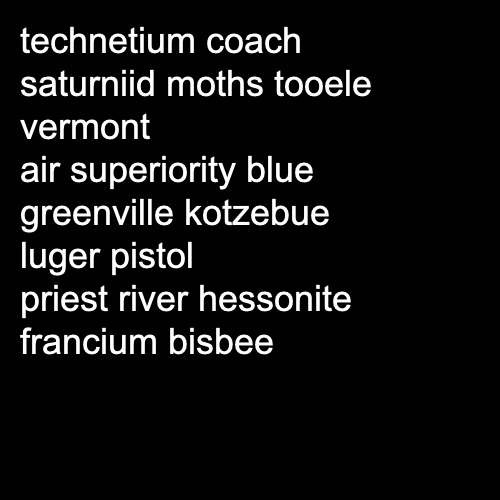 technetium coach
saturniid moths tooele
vermont
air superiority blue
greenville kotzebue
luger pistol
priest river hessonite
francium bisbee